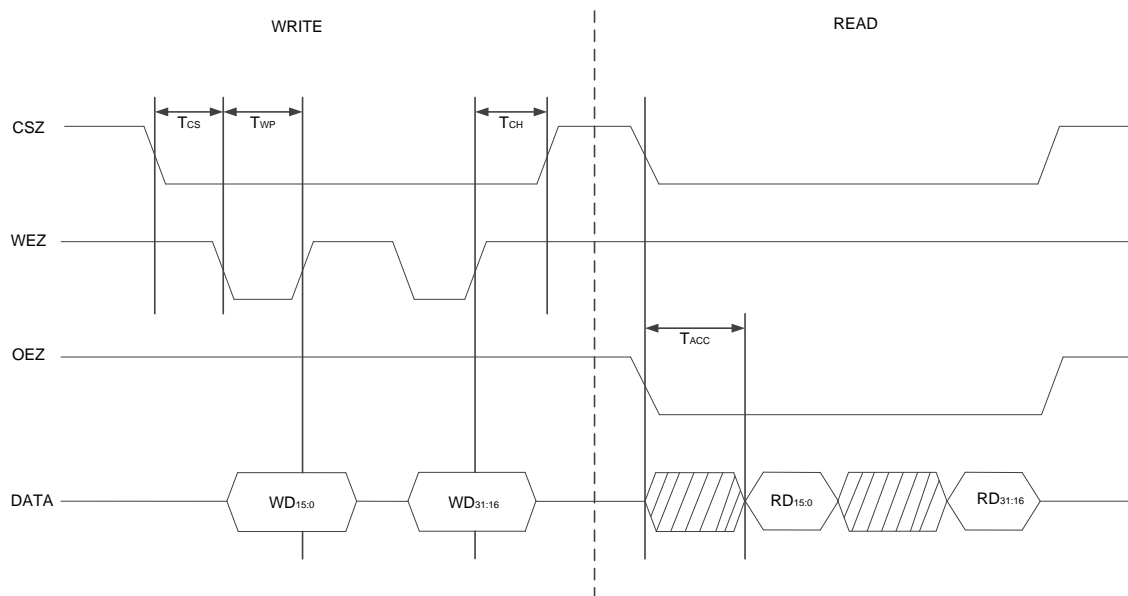 WRITE READ
TCS TWP TCH
CSZ
WEZ
TACC
OEZ
DATA WD15:0 WD31:16 RD15:0 RD31:16